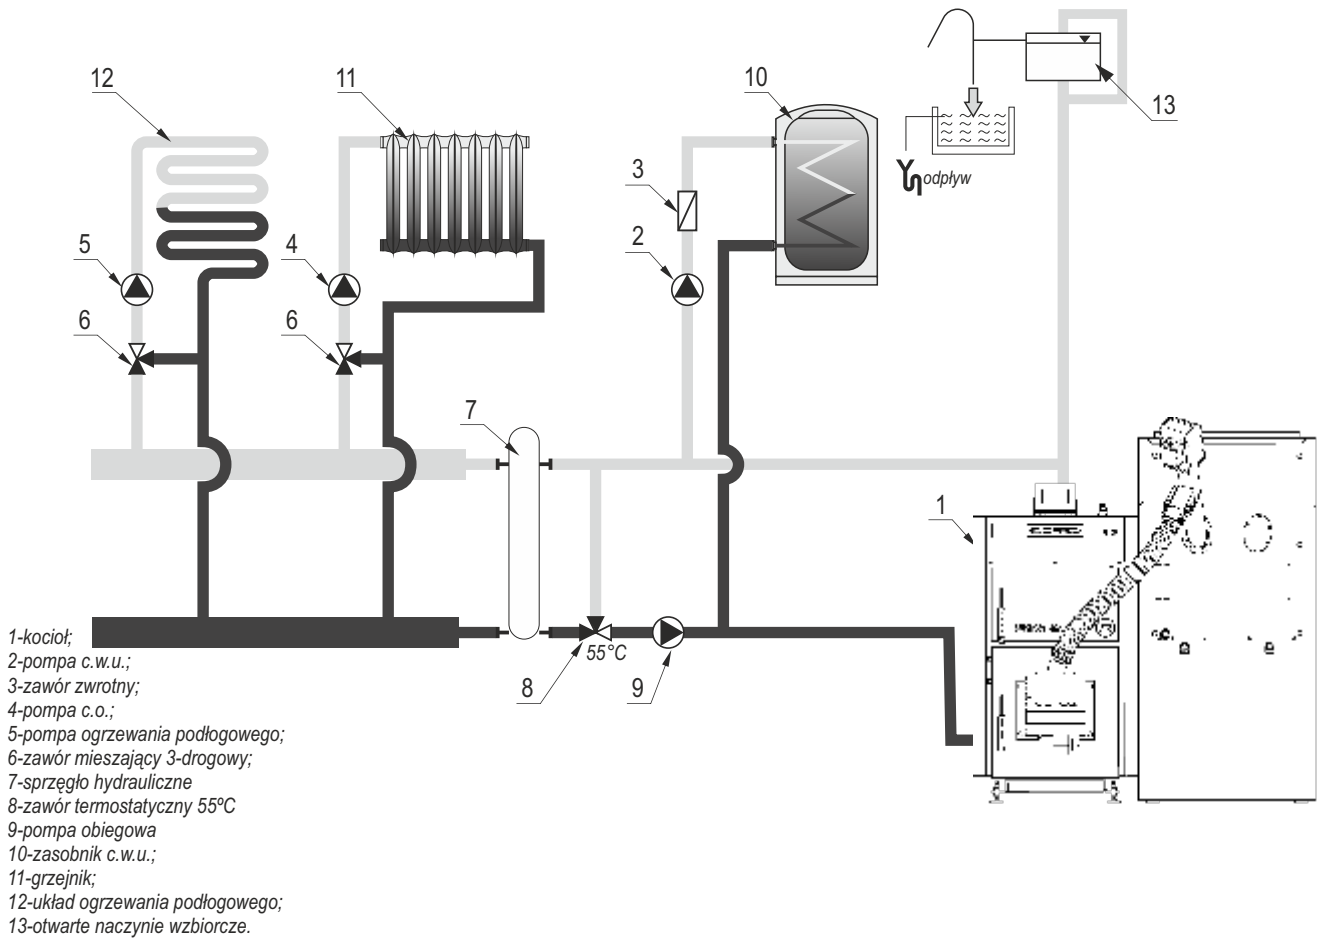 12
11
10
13
3
odpływ
5
4
2
6
6
7
1
55°C
8
9
1-kocioł;
2-pompa c.w.u.;
3-zawór zwrotny;
4-pompa c.o.;
5-pompa ogrzewania podłogowego;
6-zawór mieszający 3-drogowy;
7-sprzęgło hydrauliczne
8-zawór termostatyczny 55ºC
9-pompa obiegowa
10-zasobnik c.w.u.;
11-grzejnik;
12-układ ogrzewania podłogowego;
13-otwarte naczynie wzbiorcze.